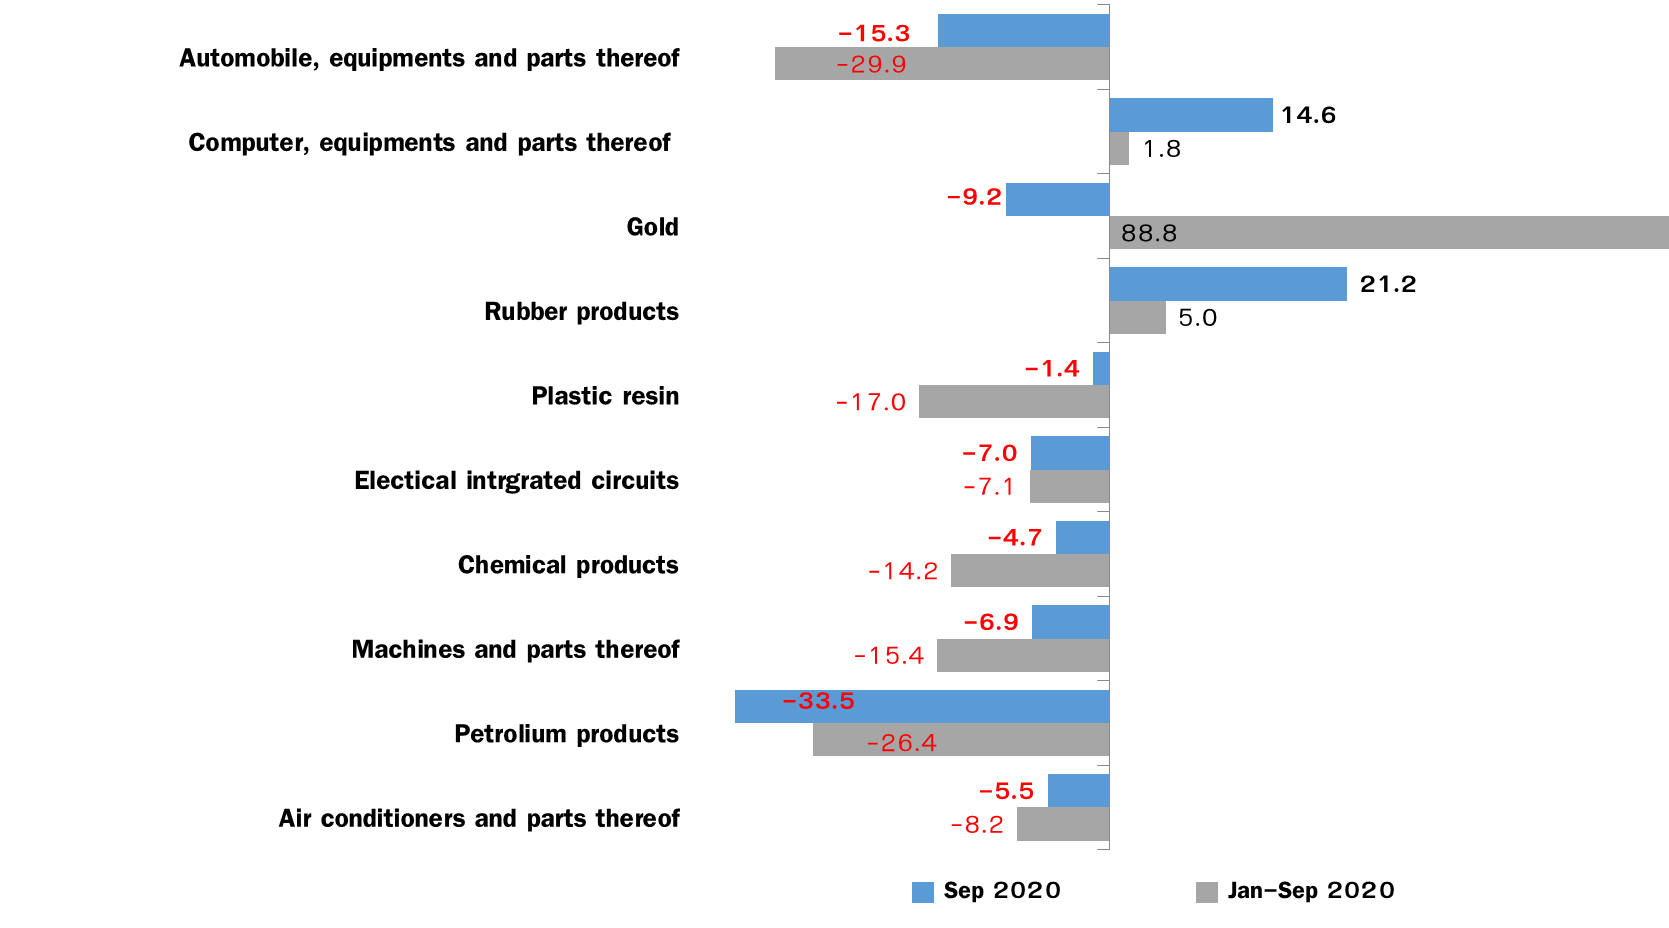 -15.3
Automobile, equipments and parts thereof
-29.9
14.6
Computer, equipments and parts thereof
1.8
-9.2
Gold
88.8
21.2
Rubber products
5.0
-1.4
Plastic resin
-17.0
-7.0
Electical intrgrated circuits
-7.1
-4.7
Chemical products
-14.2
-6.9
Machines and parts thereof
-15.4
-33.5
Petrolium products
-26.4
-5.5
Air conditioners and parts thereof
-8.2
Sep 2020 Jan-Sep 2020